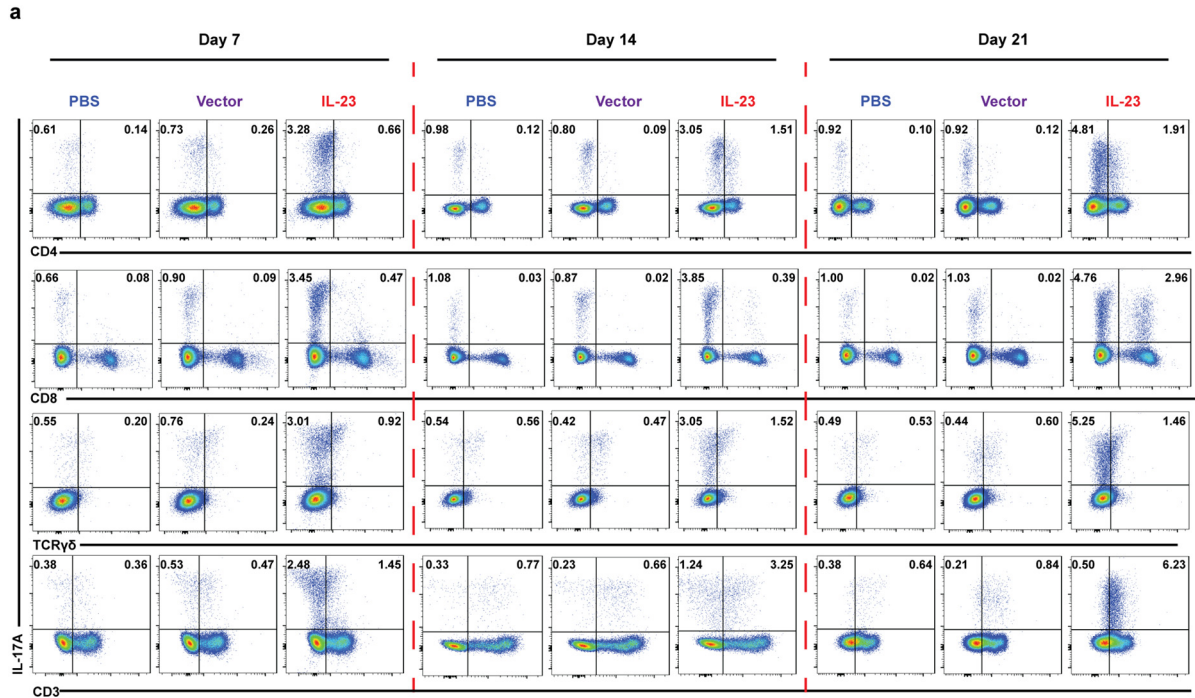 a
Day 7 Day 14 Day 21
PBS Vector IL-23 PBS Vector IL-23 PBS Vector IL-23
0.61 0.14 0.73 0.26 3.28 0.66 0.98 0.12 0.80 0.09 3.05 1.51 0.92 0.10 0.92 0.12 4.81 1.91
CD4
0.66 0.08 0.90 0.09 3.45 0.47 1.08 0.03 0.87 0.02 3.85 0.39 1.00 0.02 1.03 0.02 4.76 2.96
CD8
0.55 0.20 0.76 0.24 3.01 0.92 0.54 0.56 0.42 0.47 3.05 1.52 0.49 0.53 0.44 0.60 5.25 1.46
TCRγδ
0.38 0.36 0.53 0.47 2.48 1.45 0.33 0.77 0.23 0.66 1.24 3.25 0.38 0.64 0.21 0.84 0.50 6.23
IL-17A
CD3